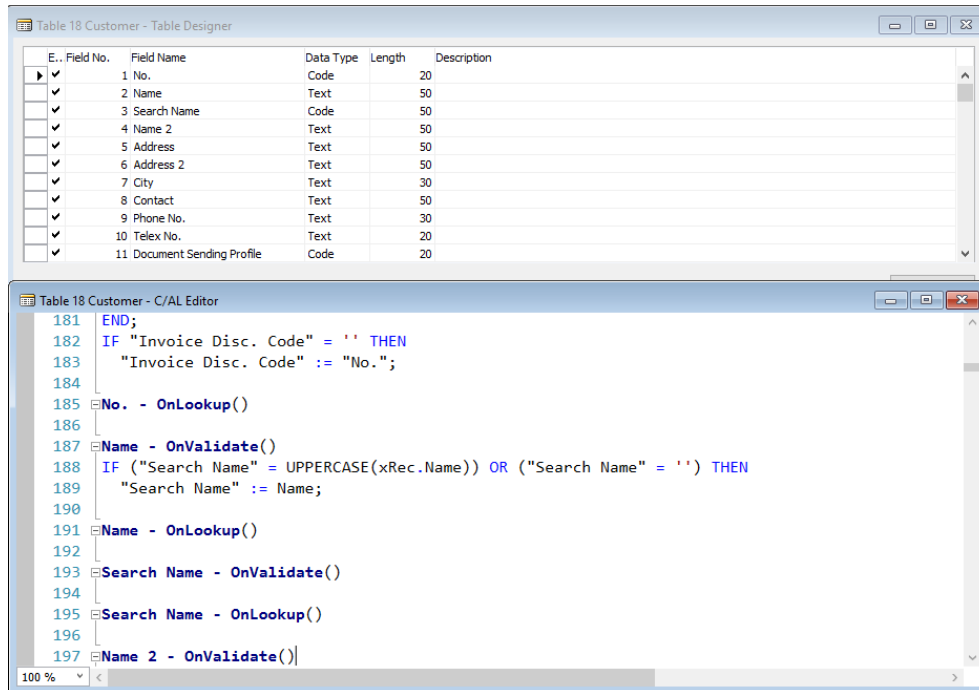 Table 18 Customer - Table Designer
E.. Field No. Field Name Data Type Length Description
1 No. Code 20
2 Name Text 50
3 Search Name Code 50
4 Name 2 Text 50
5 Address Text 50
6 Address 2 Text 50
7 City Text 30
8 Contact Text 50
9 Phone No. Text 30
10 Telex No. Text 20
11 Document Sending Profile Code 20
Table 18 Customer - C/AL Editor
181 END;
182 IF "Invoice Disc. Code" = '' THEN
183 "Invoice Disc. Code" := "No.";
184
185 No. - OnLookup()
186
187 Name - OnValidate()
188 IF ("Search Name" = UPPERCASE(xRec.Name)) OR ("Search Name" = '') THEN
189 "Search Name" := Name;
190
191 Name - OnLookup()
192
193 Search Name - OnValidate()
194
195 Search Name - OnLookup()
196
197 Name 2 - OnValidate()
100 %